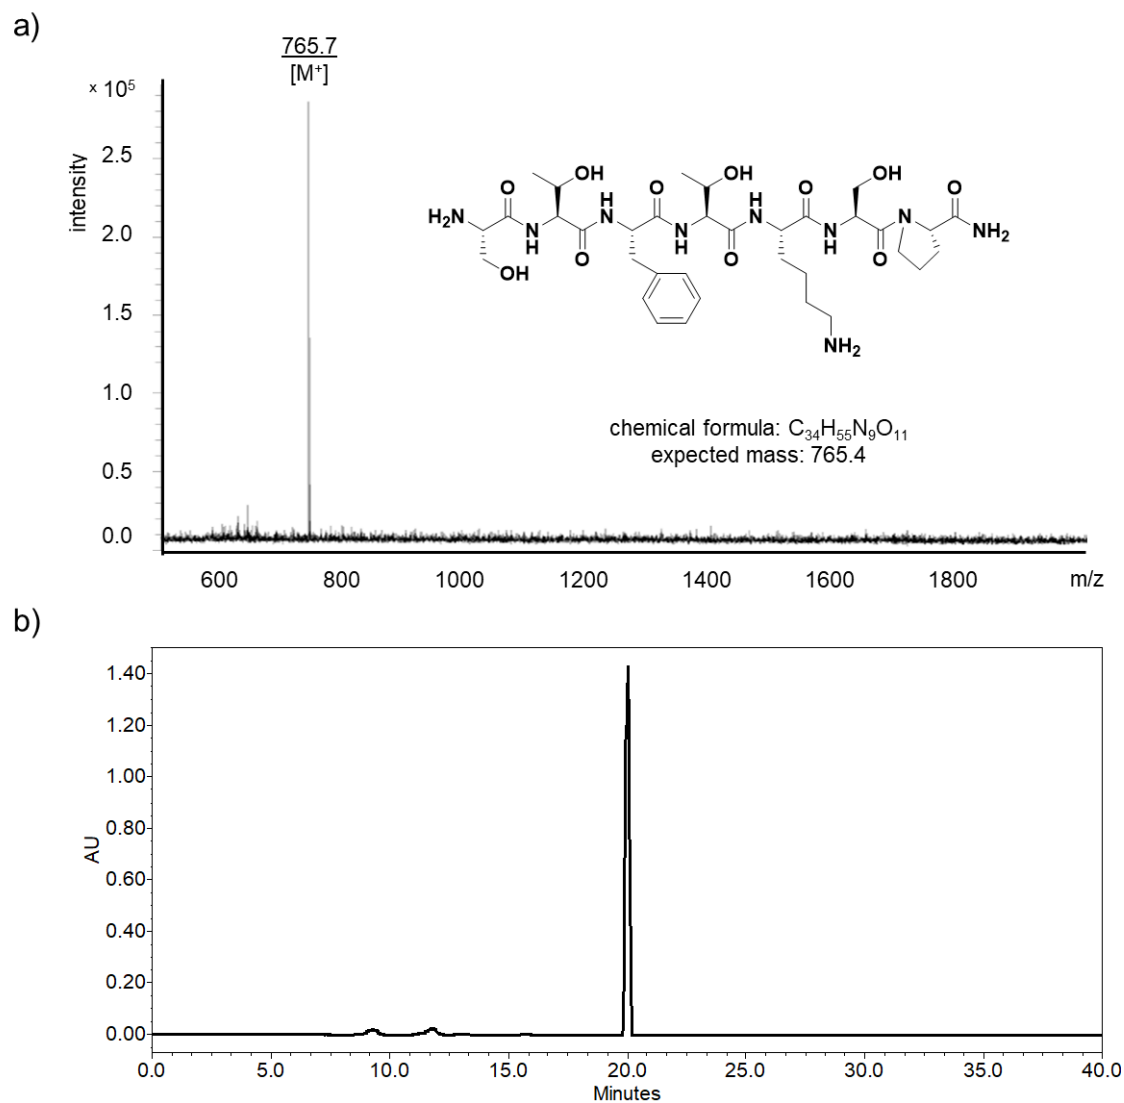 a)
765.7
[M⁺]
x 10⁵
intensity
2.5
2.0
1.5
1.0
0.5
0.0
600 800 1000 1200 1400 1600 1800 m/z
OH OH OH
O H O H O O
H₂N N N N N N N NH₂
H O H O H O
OH
NH₂
chemical formula: C₃₄H₅₅N₉O₁₁
expected mass: 765.4
b)
1.40
1.20
1.00
0.80
AU
0.60
0.40
0.20
0.00
0.0 5.0 10.0 15.0 20.0 25.0 30.0 35.0 40.0
Minutes